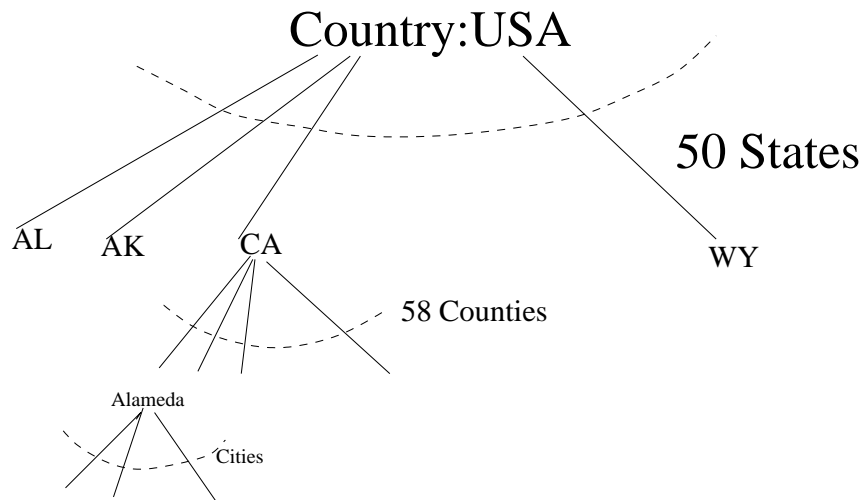 Country:USA
50 States
AL
AK
CA
WY
58 Counties
Alameda
Cities